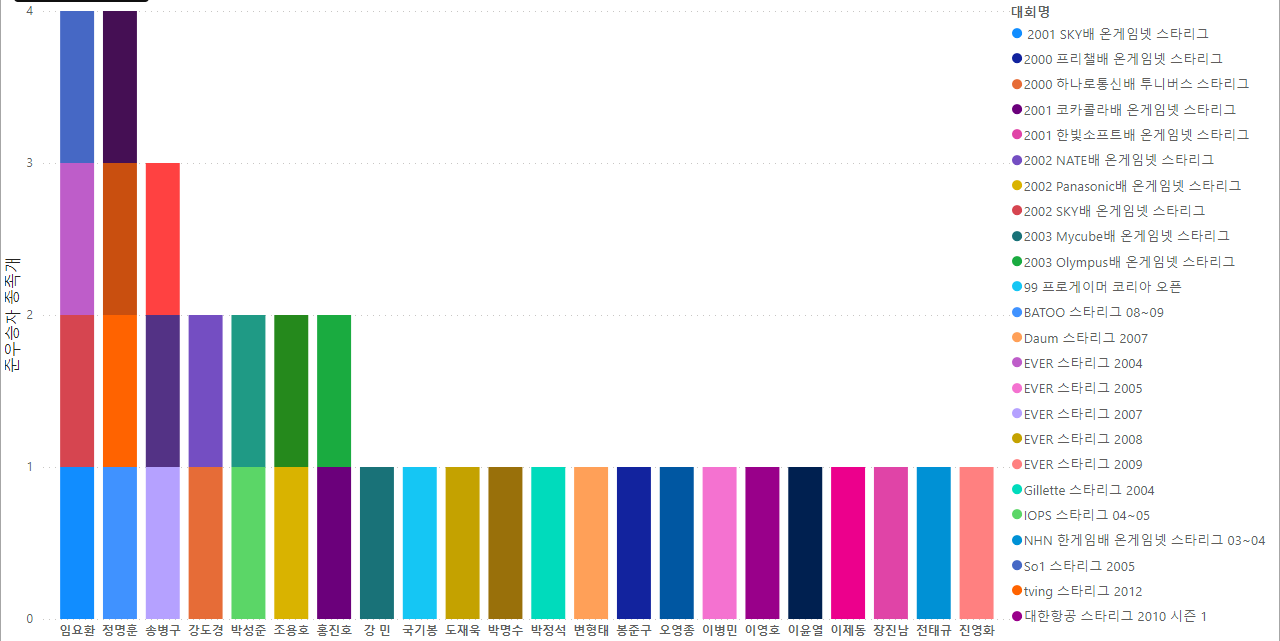 4
3
2
1
0
준우승자 종족개
임요환 정명훈 송병구 강도경 박성준 조용호 홍진호 강 민 국기봉 도재욱 박명수 박정석 변형태 봉준구 오영종 이병민 이영호 이윤열 이제동 장진남 전태규 진영화
대회명
2001 SKY배 온게임넷 스타리그
2000 프리챌배 온게임넷 스타리그
2000 하나로통신배 투니버스 스타리그
2001 코카콜라배 온게임넷 스타리그
2001 한빛소프트배 온게임넷 스타리그
2002 NATE배 온게임넷 스타리그
2002 Panasonic배 온게임넷 스타리그
2002 SKY배 온게임넷 스타리그
2003 Mycube배 온게임넷 스타리그
2003 Olympus배 온게임넷 스타리그
99 프로게이머 코리아 오픈
BATOO 스타리그 08~09
Daum 스타리그 2007
EVER 스타리그 2004
EVER 스타리그 2005
EVER 스타리그 2007
EVER 스타리그 2008
EVER 스타리그 2009
Gillette 스타리그 2004
IOPS 스타리그 04~05
NHN 한게임배 온게임넷 스타리그 03~04
So1 스타리그 2005
tving 스타리그 2012
대한항공 스타리그 2010 시즌 1